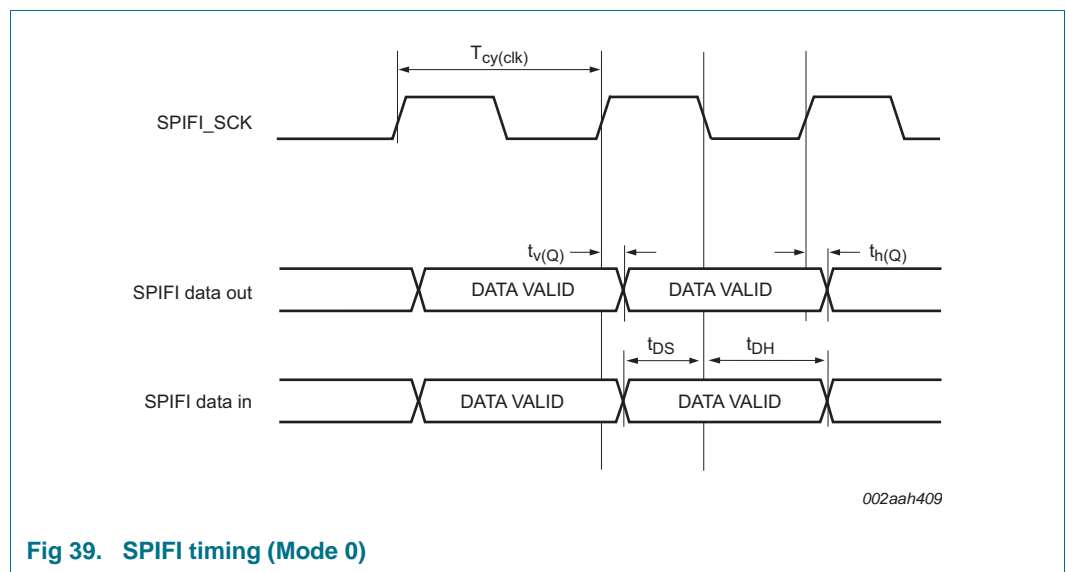 Tcy(clk)
SPIFI_SCK
tv(Q)
th(Q)
SPIFI data out
DATA VALID
DATA VALID
tDS
tDH
SPIFI data in
DATA VALID
DATA VALID
002aah409
Fig 39. SPIFI timing (Mode 0)